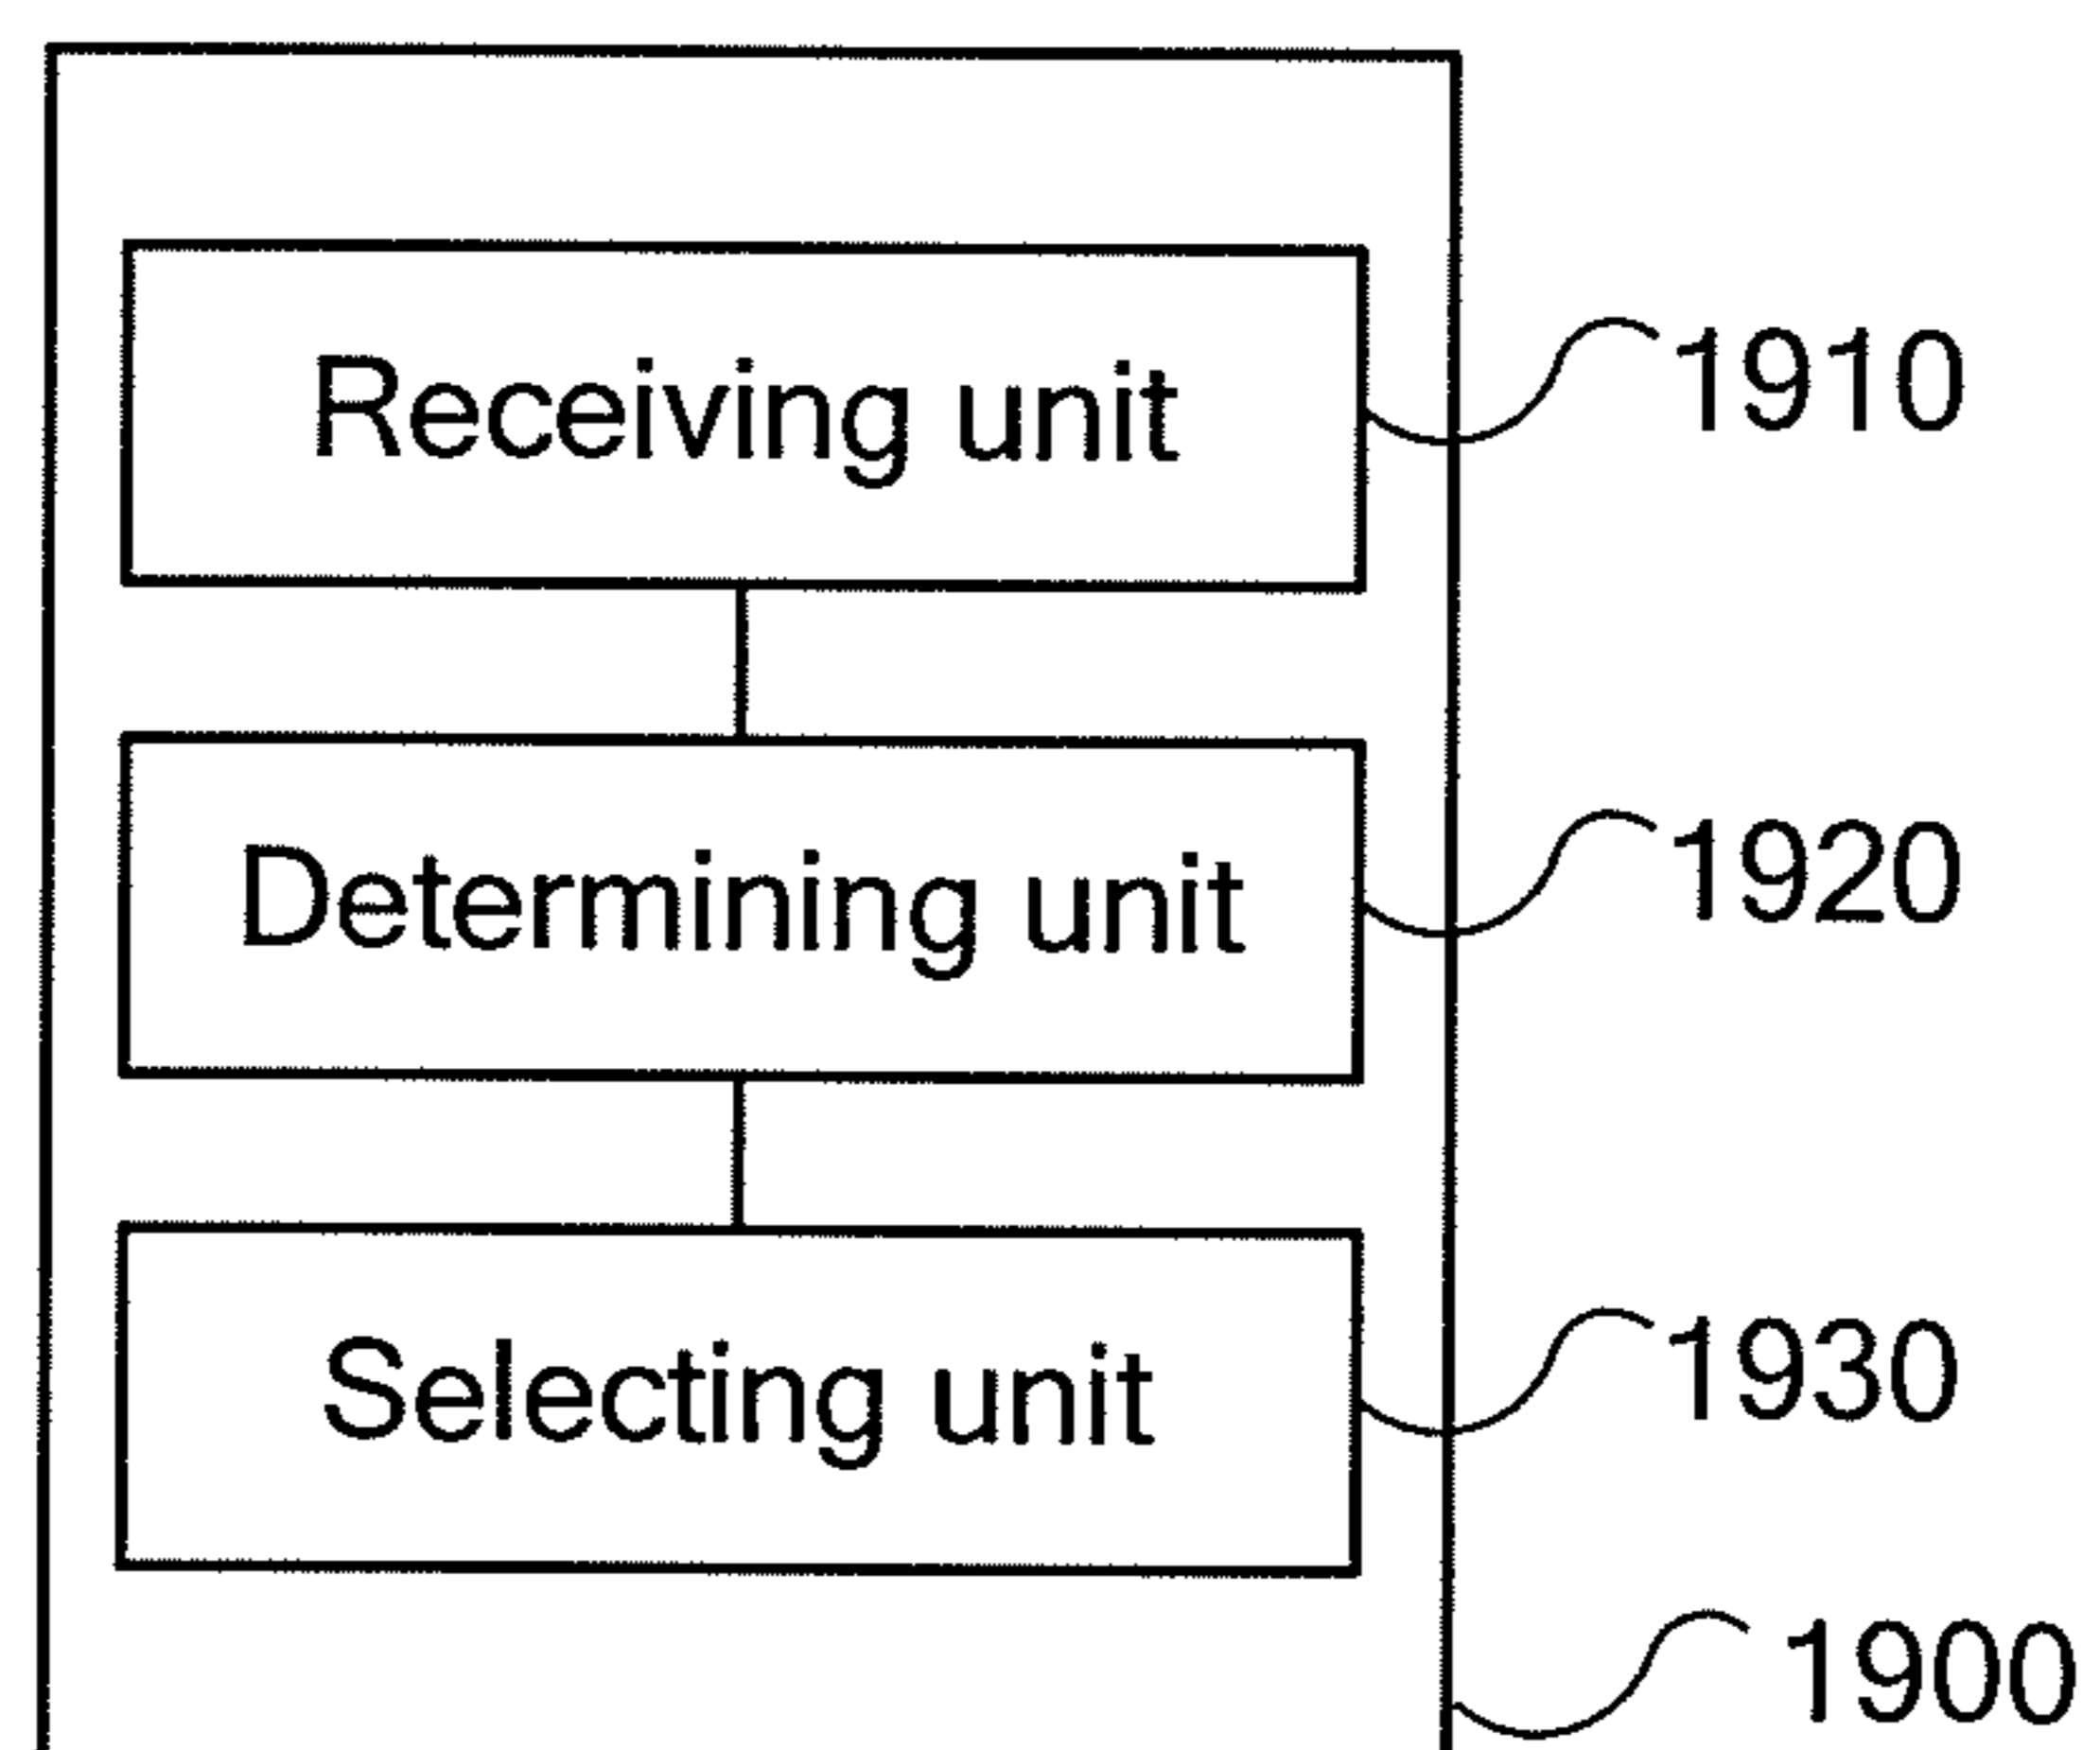 Receiving unit
1910
Determining unit
1920
Selecting unit
1930
1900